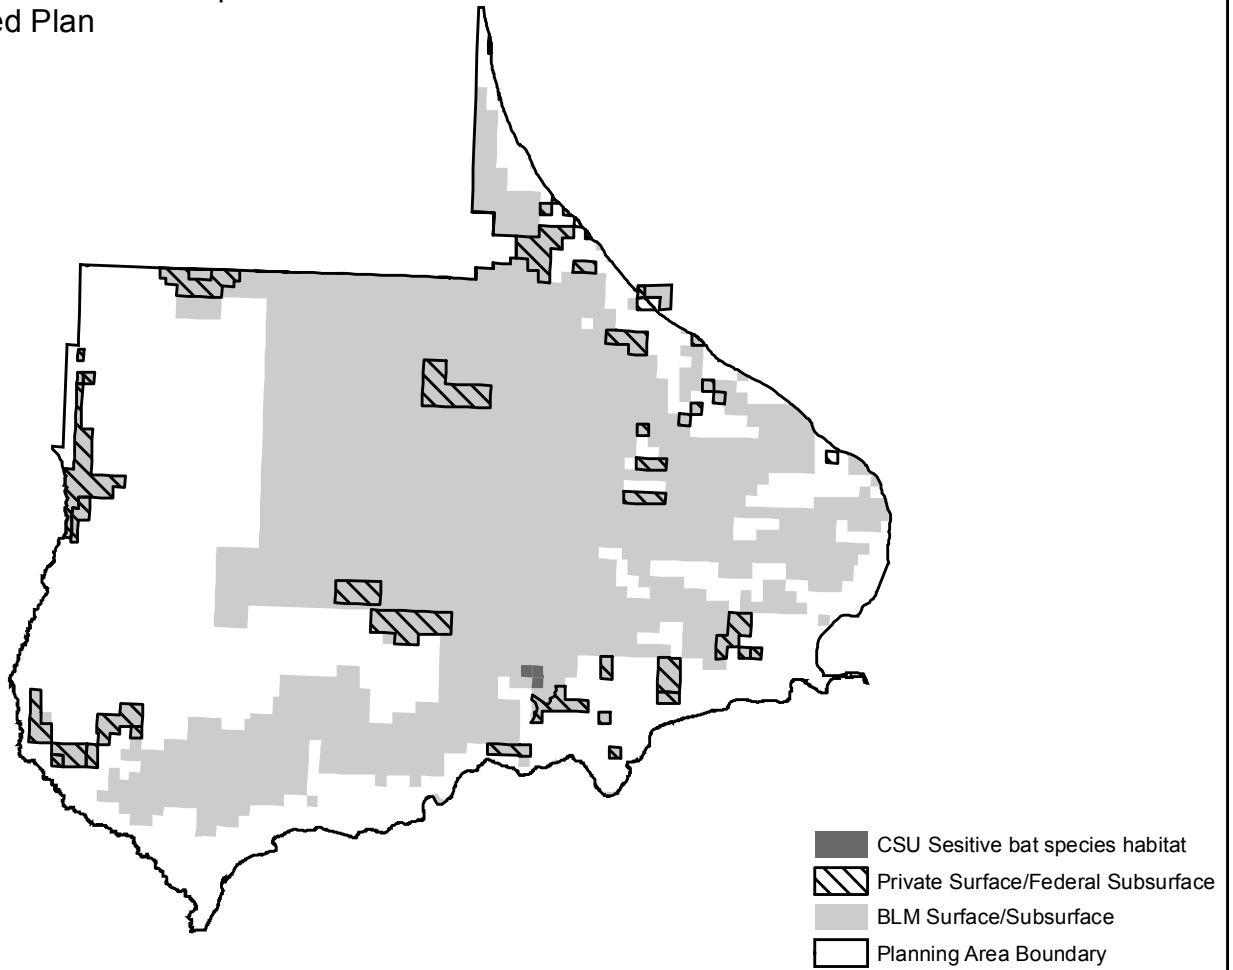 ed Plan
CSU Sesitive bat species habitat
Private Surface/Federal Subsurface
BLM Surface/Subsurface
Planning Area Boundary